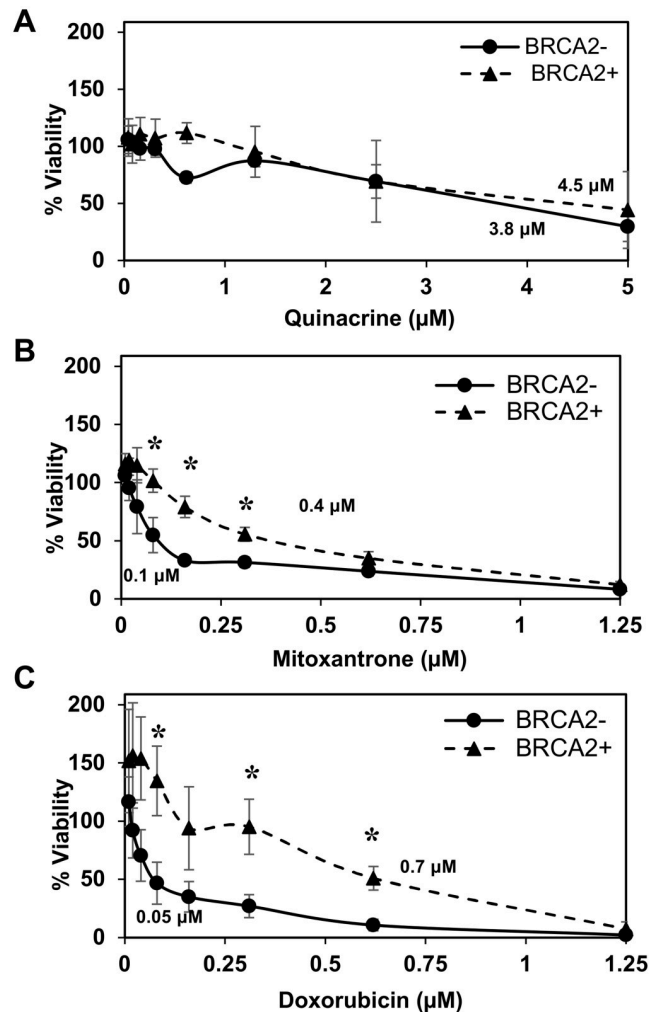 A
200
150
100
50
0
% Viability
BRCA2-
BRCA2+
4.5 µM
3.8 µM
0 1 2 3 4 5
Quinacrine (µM)
B
200
150
100
50
0
% Viability
BRCA2-
BRCA2+
*
*
*
0.4 µM
0.1 µM
0 0.25 0.5 0.75 1 1.25
Mitoxantrone (µM)
C
200
150
100
50
0
% Viability
BRCA2-
BRCA2+
*
*
*
0.7 µM
0.05 µM
0 0.25 0.5 0.75 1 1.25
Doxorubicin (µM)